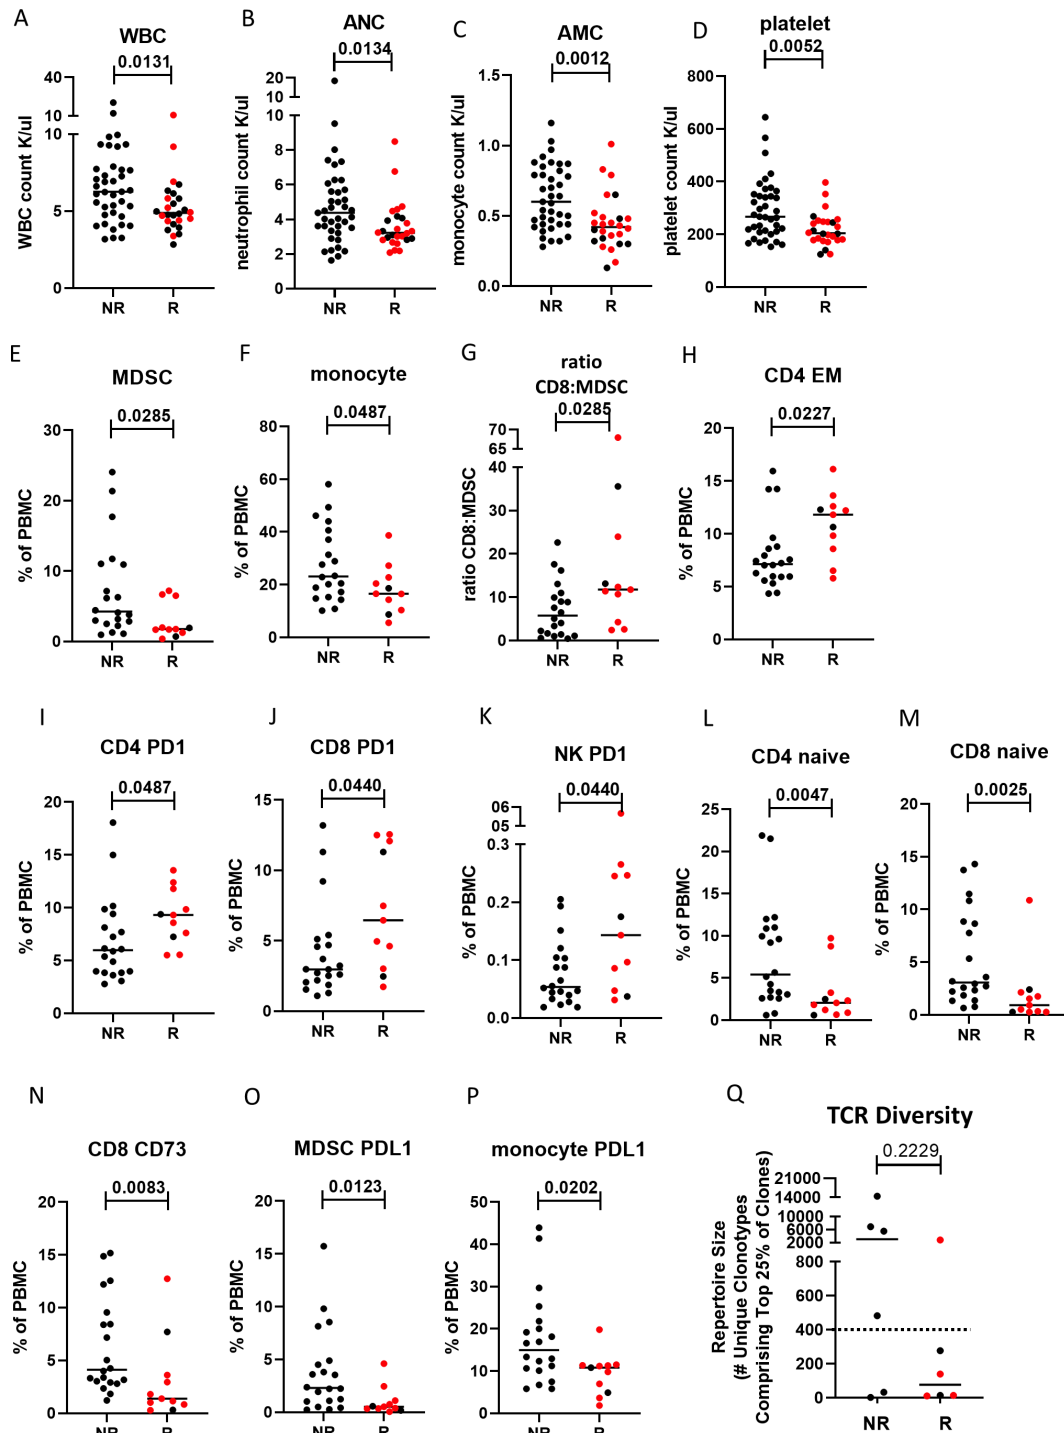 A
WBC
0.0131
WBC count K/ul
40
10
10
5
0
NR
R
B
ANC
0.0134
neutrophil count K/ul
20
10
10
8
6
4
2
0
NR
R
C
AMC
0.0012
monocyte count K/ul
1.5
1.0
0.5
0.0
NR
R
D
platelet
0.0052
platelet count K/ul
800
600
400
200
0
NR
R
E
MDSC
0.0285
% of PBMC
30
20
10
0
NR
R
F
monocyte
0.0487
% of PBMC
80
60
40
20
0
NR
R
G
ratio
CD8:MDSC
0.0285
ratio CD8:MDSC
70
65
40
30
20
10
0
NR
R
H
CD4 EM
0.0227
% of PBMC
20
15
10
5
0
NR
R
I
CD4 PD1
0.0487
% of PBMC
20
15
10
5
0
NR
R
J
CD8 PD1
0.0440
% of PBMC
15
10
5
0
NR
R
K
NK PD1
0.0440
% of PBMC
06
05
0.3
0.2
0.1
0.0
NR
R
L
CD4 naive
0.0047
% of PBMC
25
20
15
10
5
0
NR
R
M
CD8 naive
0.0025
% of PBMC
20
15
10
5
0
NR
R
N
CD8 CD73
0.0083
% of PBMC
20
15
10
5
0
NR
R
O
MDSC PDL1
0.0123
% of PBMC
20
15
10
5
0
NR
R
P
monocyte PDL1
0.0202
% of PBMC
50
40
30
20
10
0
NR
R
Q
TCR Diversity
0.2229
Repertoire Size
(# Unique Clonotypes
Comprising Top 25% of Clones)
21000
14000
10000
6000
2000
800
600
400
200
0
NR
R